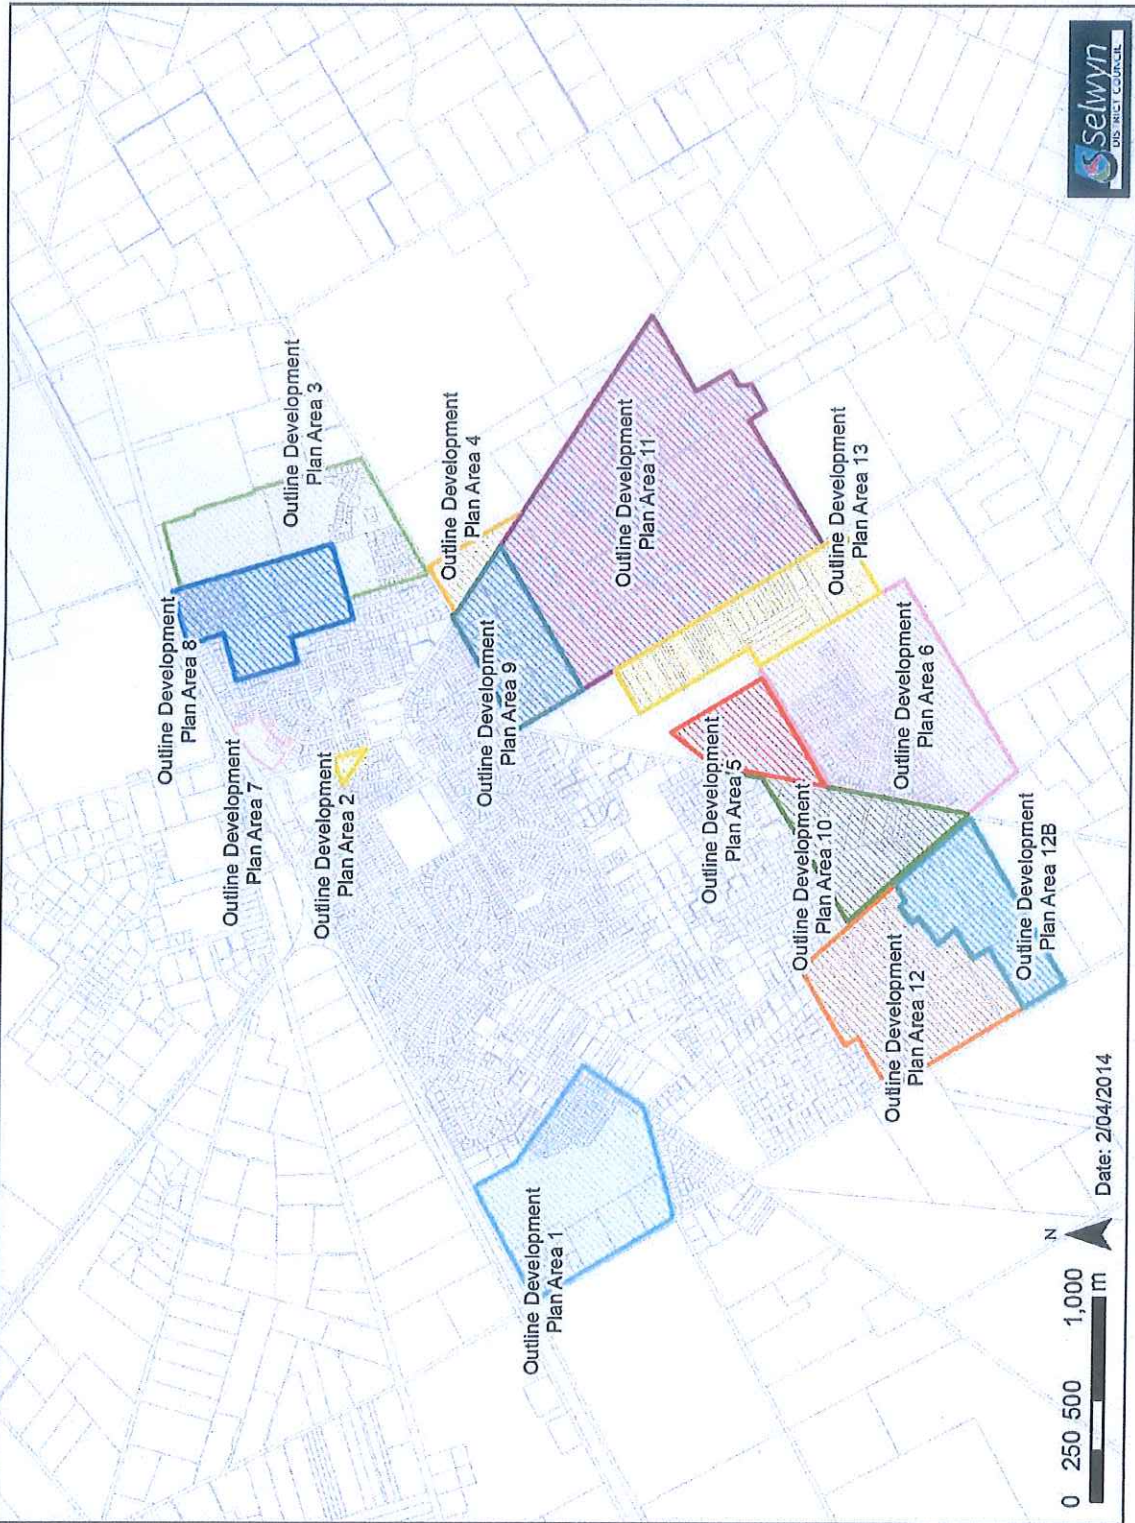 Outline Development
Plan Area 8
Outline Development
Plan Area 3
Outline Development
Plan Area 7
Outline Development
Plan Area 2
Outline Development
Plan Area 4
Outline Development
Plan Area 9
Outline Development
Plan Area 1
Outline Development
Plan Area 11
Outline Development
Plan Area 5
Outline Development
Plan Area 10
Outline Development
Plan Area 13
Outline Development
Plan Area 6
Outline Development
Plan Area 12
Outline Development
Plan Area 12B
0 250 500 1,000
m
N
Date: 2/04/2014
Selwyn
DISTRICT COUNCIL